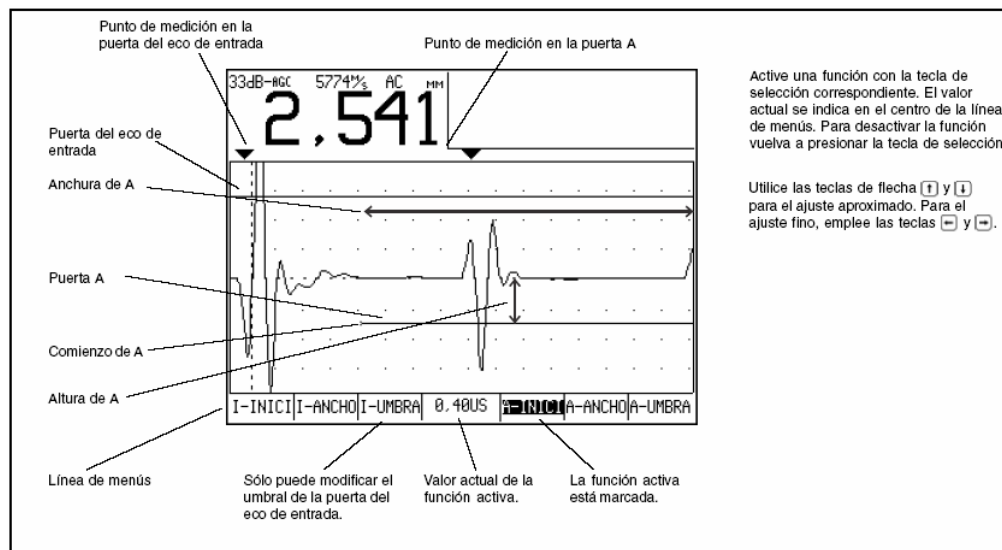 Punto de medición en la
puerta del eco de entrada
Punto de medición en la puerta A
33dB-AGC 5774M/s AC MM
2,541
Puerta del eco de
entrada
Anchura de A
Puerta A
Comienzo de A
Altura de A
I-INICI I-ANCHO I-UMBRA 0,40US A-INICI A-ANCHO A-UMBRA
Línea de menús
Sólo puede modificar el
umbral de la puerta del
eco de entrada.
Valor actual de la
función activa.
La función activa
está marcada.
Active una función con la tecla de
selección correspondiente. El valor
actual se indica en el centro de la línea
de menús. Para desactivar la función
vuelva a presionar la tecla de selección
Utilice las teclas de flecha ↑ y ↓
para el ajuste aproximado. Para el
ajuste fino, emplee las teclas ← y →.